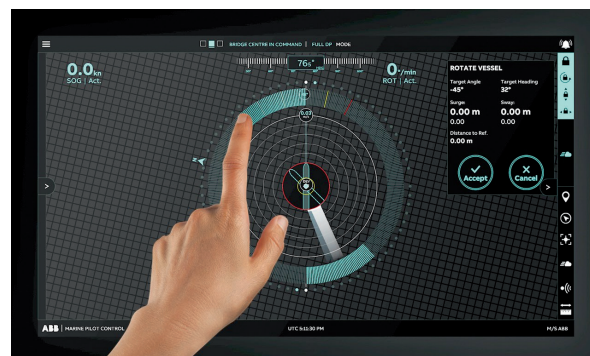 BRIDGE CENTRE IN COMMAND | FULL DP MODE
0.0kn
SOG | Act.
76°
0°/min
ROT | Act.
ROTATE VESSEL
Target Angle Target Heading
-45° 32°
Surge: Sway:
0.00 m 0.00 m
0.00 0.00
Distance to Ref.
0.00 m
Accept Cancel
0.03
N
ABB | MARINE PILOT CONTROL
UTC 5:11:30 PM
M/S ABB